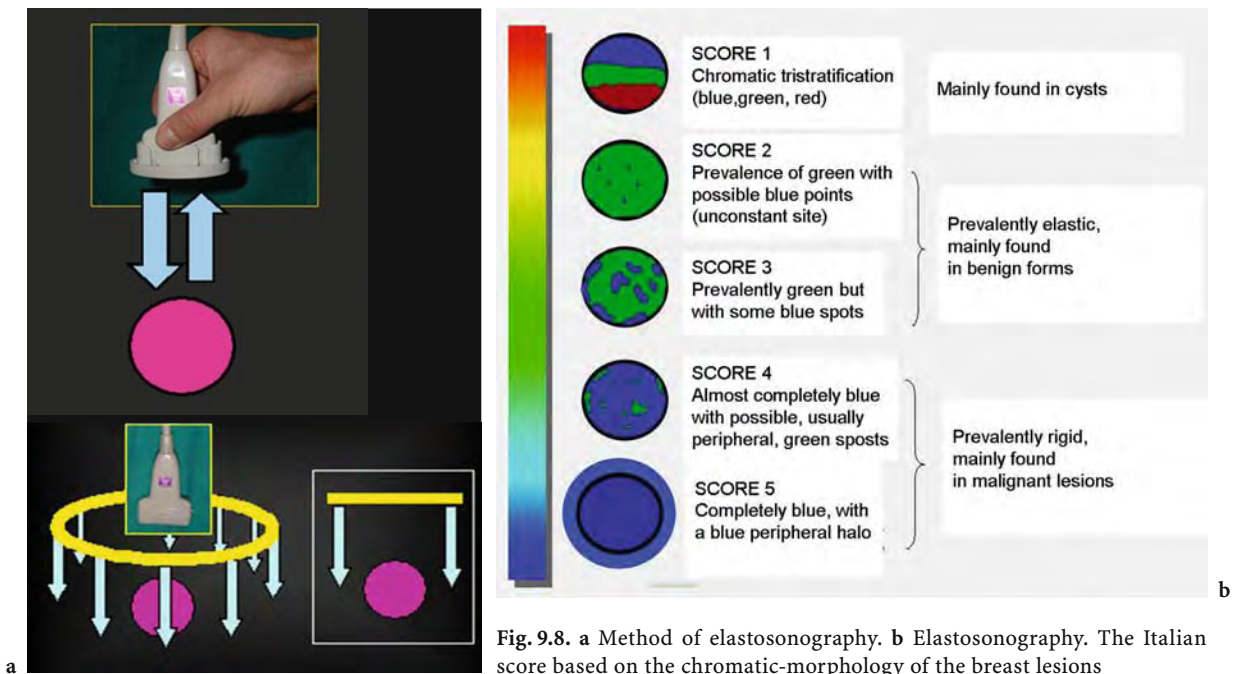 SCORE 1
Chromatic tristratification
(blue,green, red)
Mainly found in cysts
SCORE 2
Prevalence of green with
possible blue points
(unconstant site)
SCORE 3
Prevalently green but
with some blue spots
Prevalently elastic,
mainly found
in benign forms
SCORE 4
Almost completely blue
with possible, usually
peripheral, green sposts
SCORE 5
Completely blue, with
a blue peripheral halo
Prevalently rigid,
mainly found
in malignant lesions
b
a
Fig. 9.8. a Method of elastosonography. b Elastosonography. The Italian
score based on the chromatic-morphology of the breast lesions